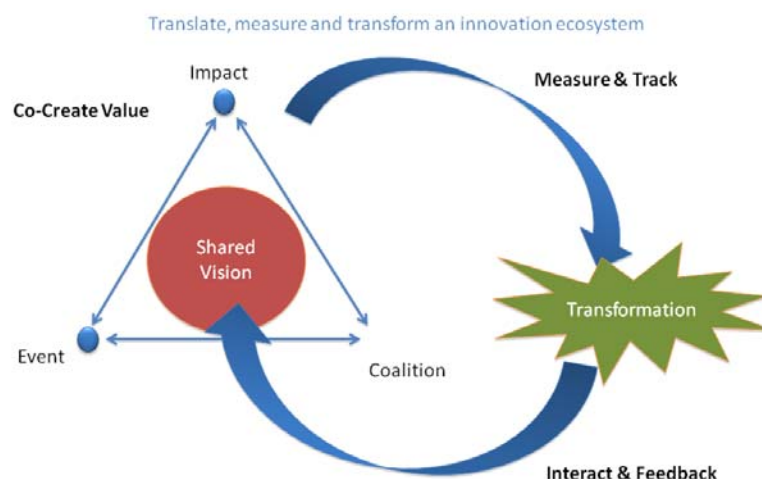 Translate, measure and transform an innovation ecosystem
Impact
Measure & Track
Co-Create Value
Shared
Vision
Transformation
Event
Coalition
Interact & Feedback